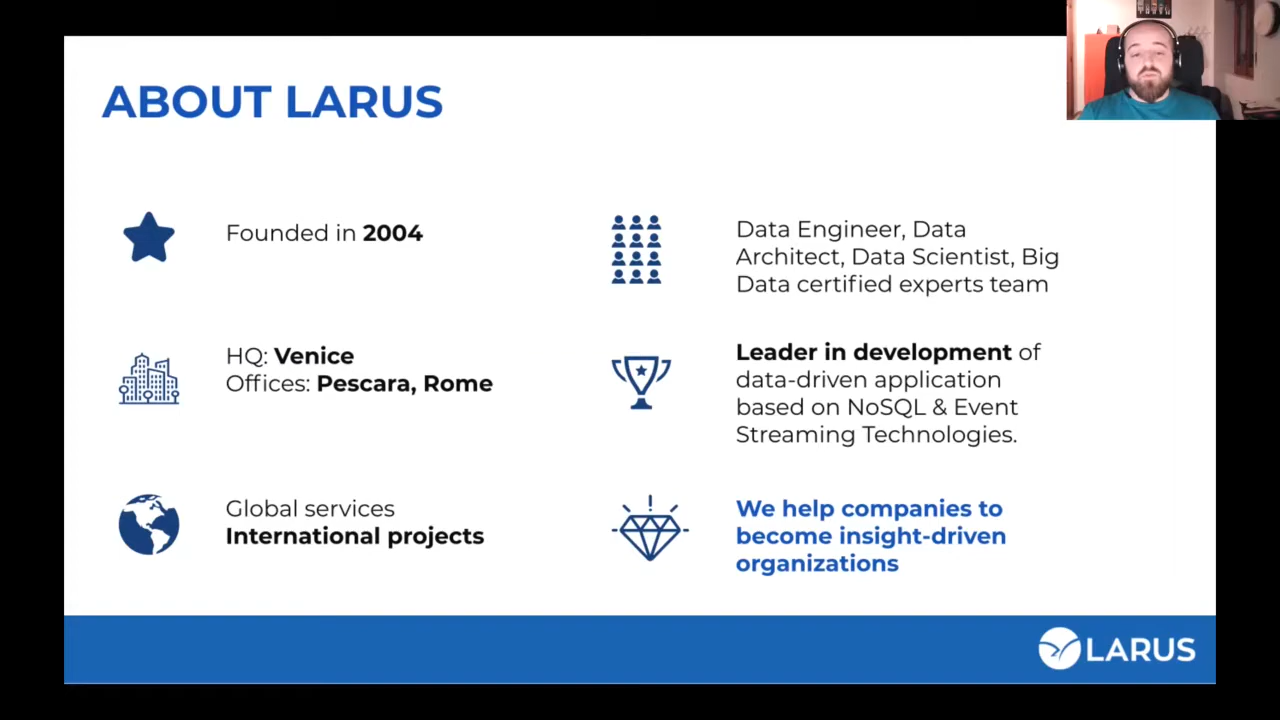 ABOUT LARUS
Founded in 2004
HQ: Venice
Offices: Pescara, Rome
Global services
International projects
Data Engineer, Data
Architect, Data Scientist, Big
Data certified experts team
Leader in development of
data-driven application
based on NoSQL & Event
Streaming Technologies.
We help companies to
become insight-driven
organizations
LARUS